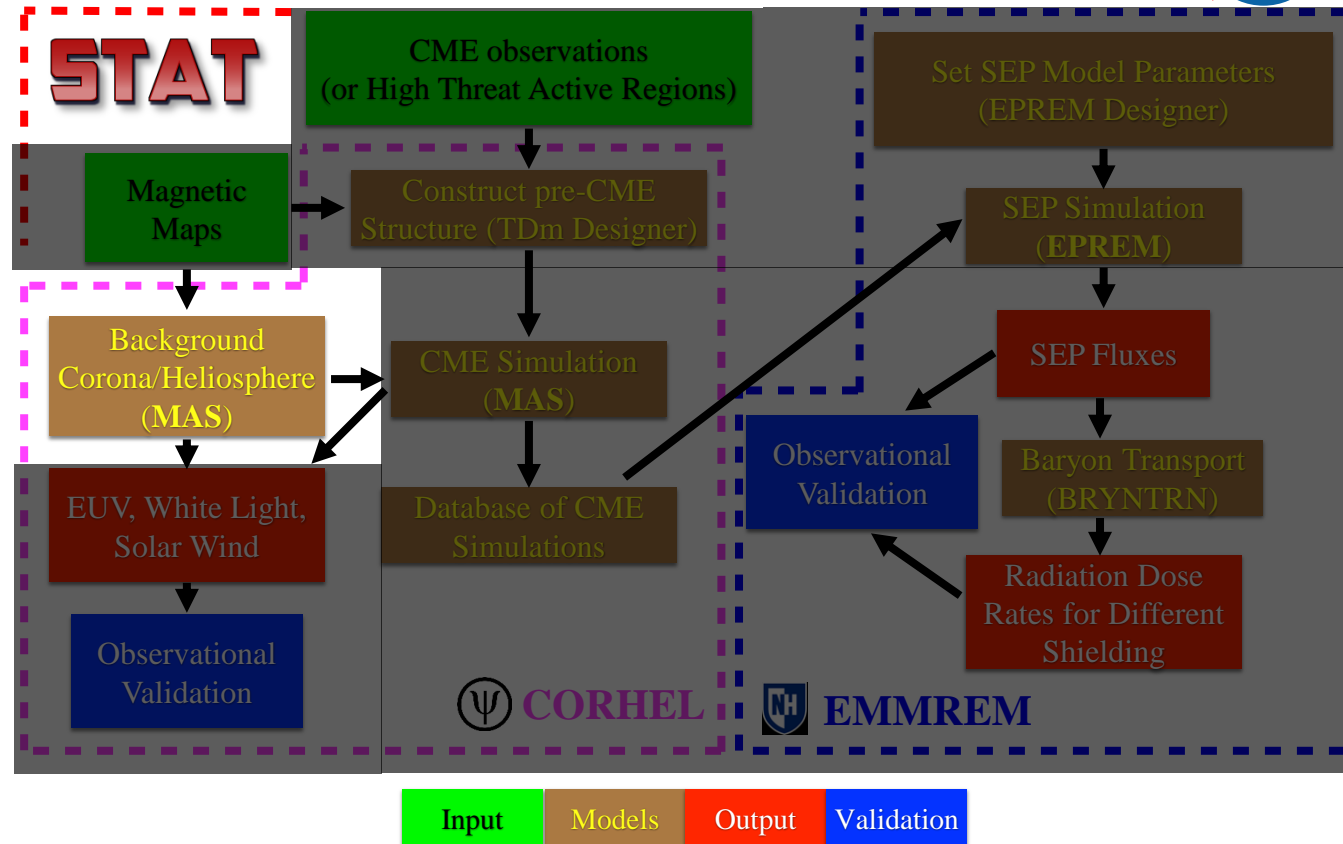 STAT
CME observations
(or High Threat Active Regions)
Set SEP Model Parameters
(EPREM Designer)
Magnetic
Maps
Construct pre-CME
Structure (TDm Designer)
SEP Simulation
(EPREM)
Background
Corona/Heliosphere
(MAS)
CME Simulation
(MAS)
SEP Fluxes
EUV, White Light,
Solar Wind
Database of CME
Simulations
Observational
Validation
Baryon Transport
(BRYNTRN)
Observational
Validation
Radiation Dose
Rates for Different
Shielding
Ψ CORHEL
NH EMMREM
Input Models Output Validation